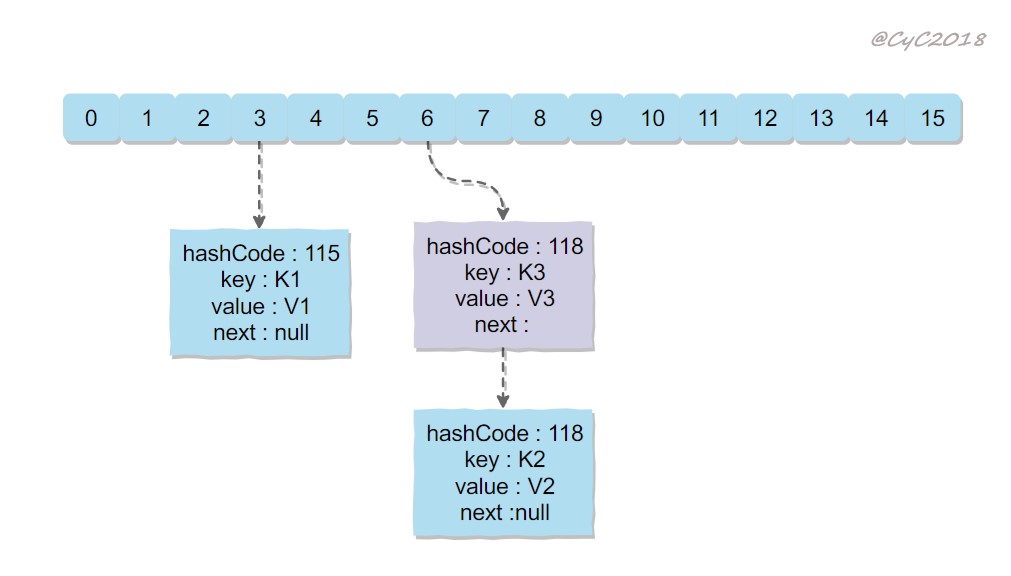 @CyC2018
0 1 2 3 4 5 6 7 8 9 10 11 12 13 14 15
hashCode : 115
key : K1
value : V1
next : null
hashCode : 118
key : K3
value : V3
next :
hashCode : 118
key : K2
value : V2
next :null